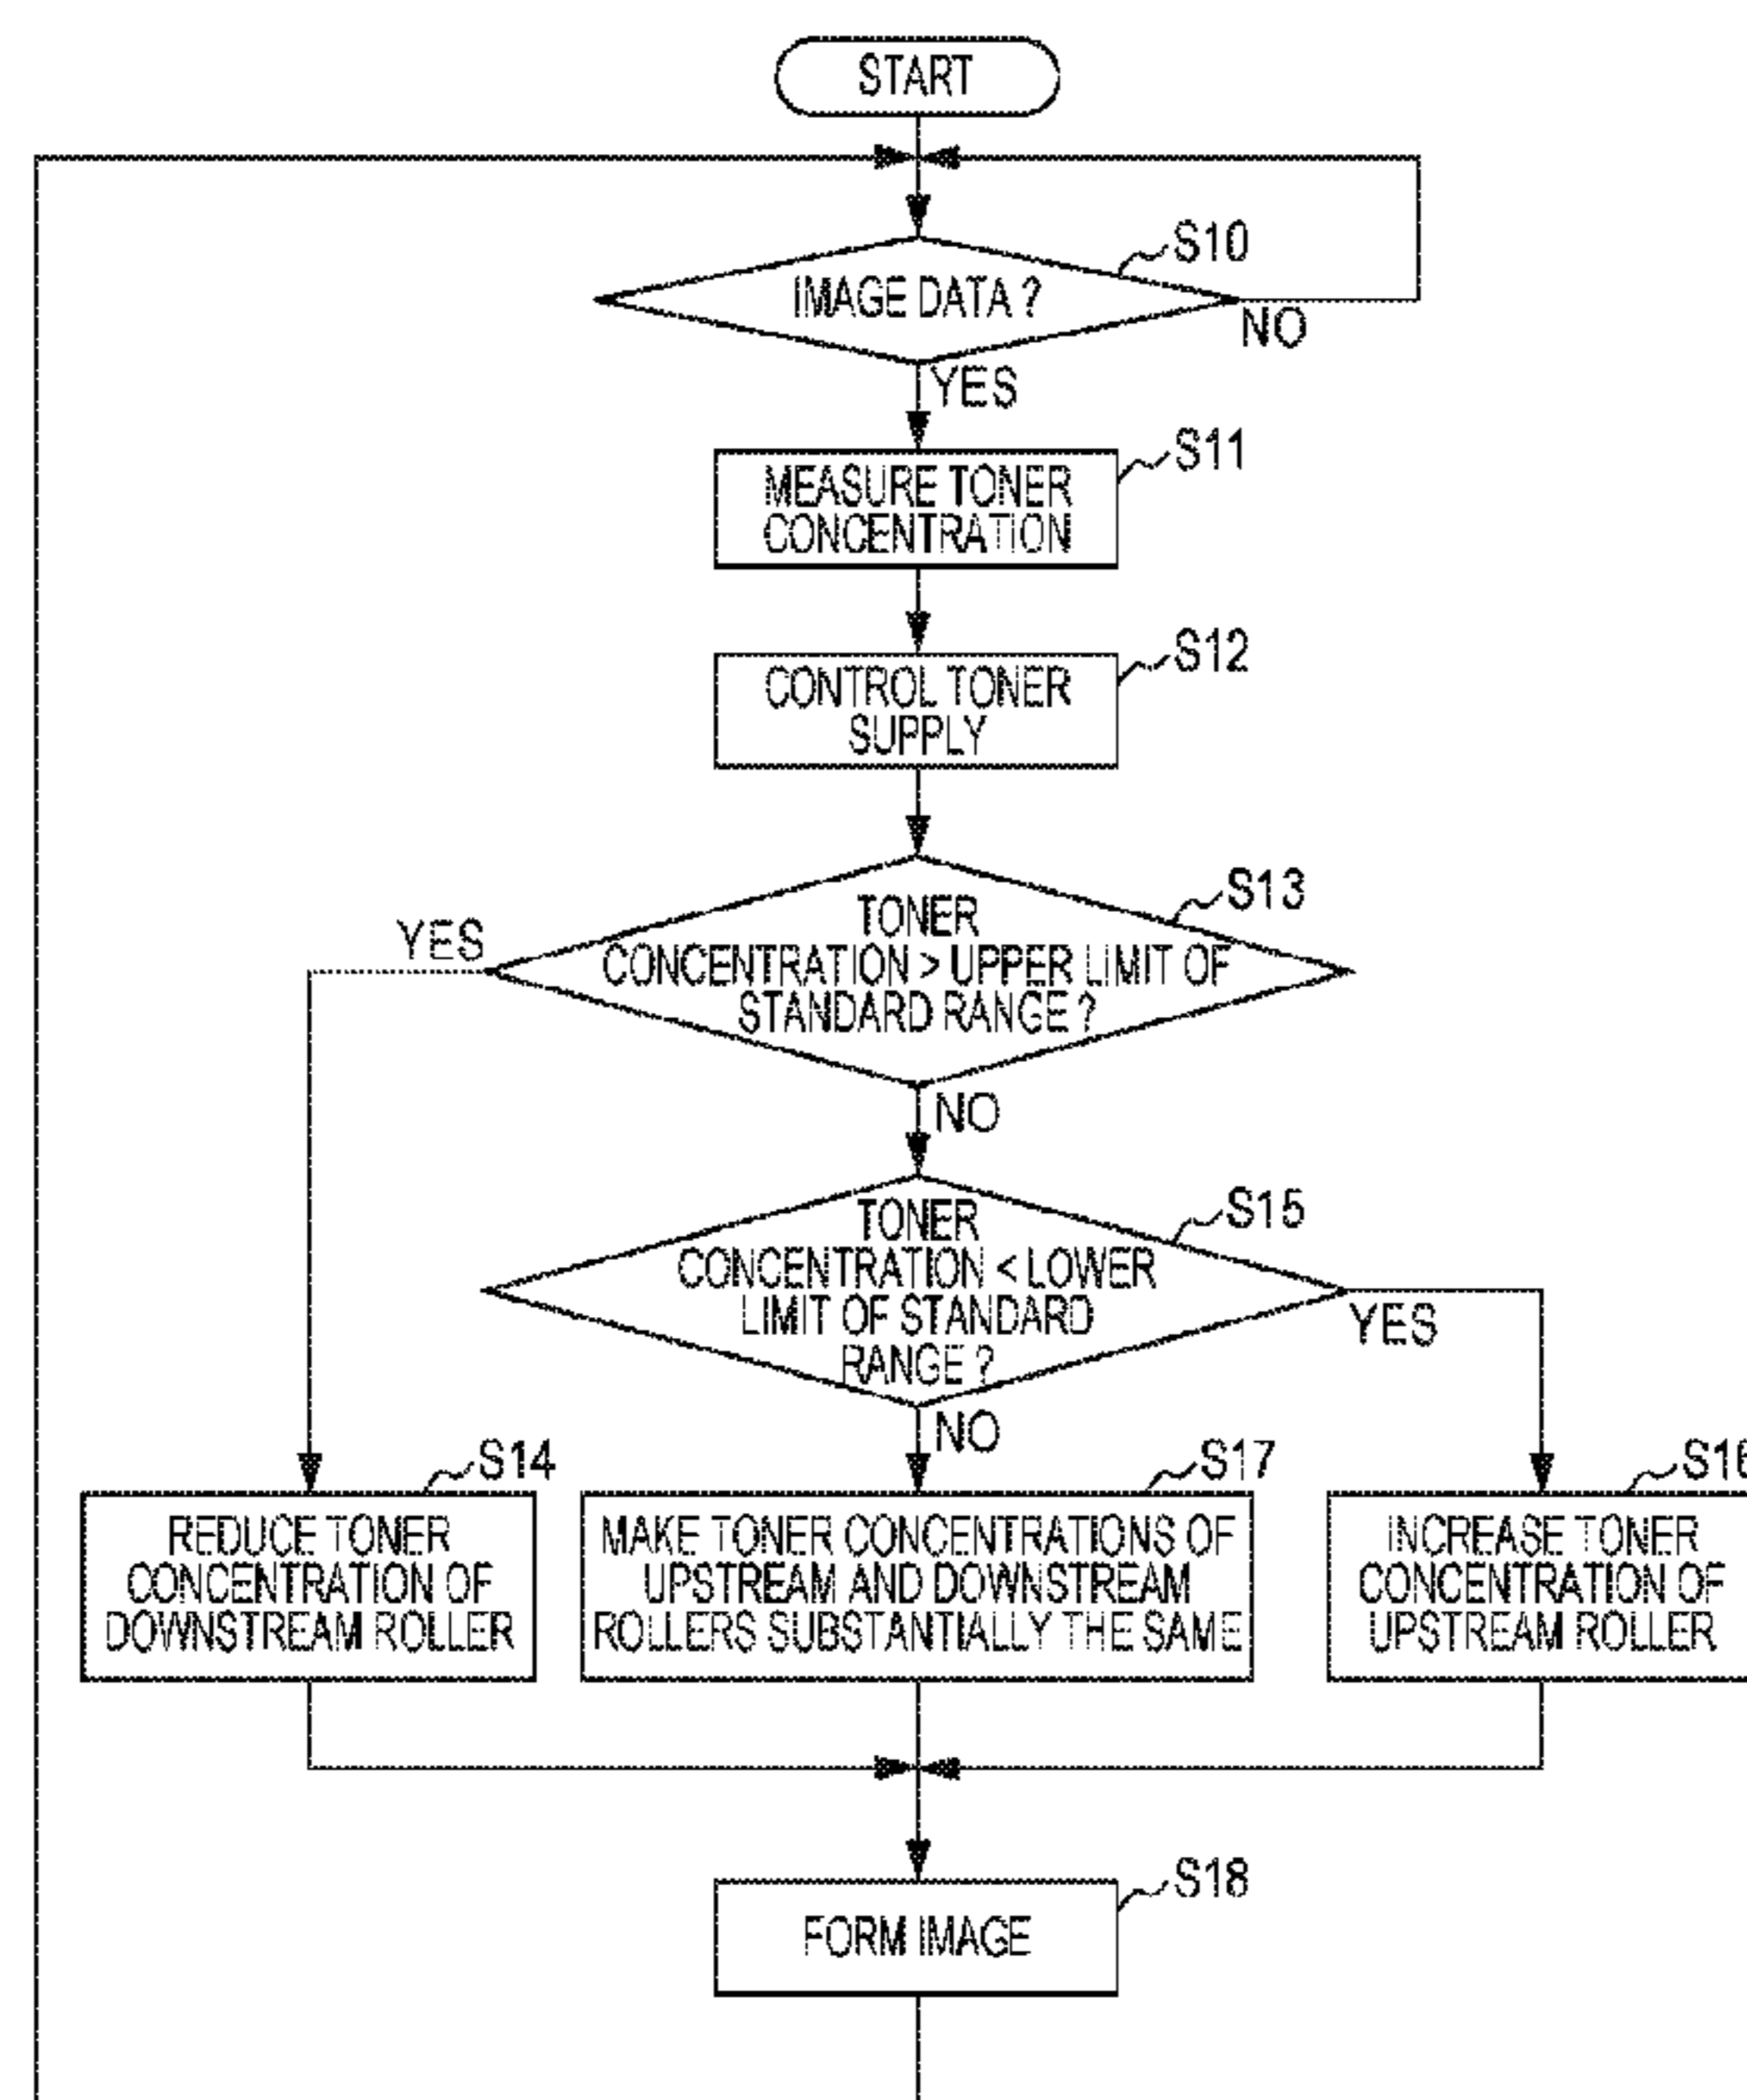 START
S10
IMAGE DATA ?
NO
YES
S11
MEASURE TONER
CONCENTRATION
S12
CONTROL TONER
SUPPLY
S13
YES
TONER
CONCENTRATION > UPPER LIMIT OF
STANDARD RANGE ?
NO
S15
TONER
CONCENTRATION < LOWER
LIMIT OF STANDARD
RANGE ?
YES
NO
S14
REDUCE TONER
CONCENTRATION OF
DOWNSTREAM ROLLER
S17
MAKE TONER CONCENTRATIONS OF
UPSTREAM AND DOWNSTREAM
ROLLERS SUBSTANTIALLY THE SAME
S16
INCREASE TONER
CONCENTRATION OF
UPSTREAM ROLLER
S18
FORM IMAGE